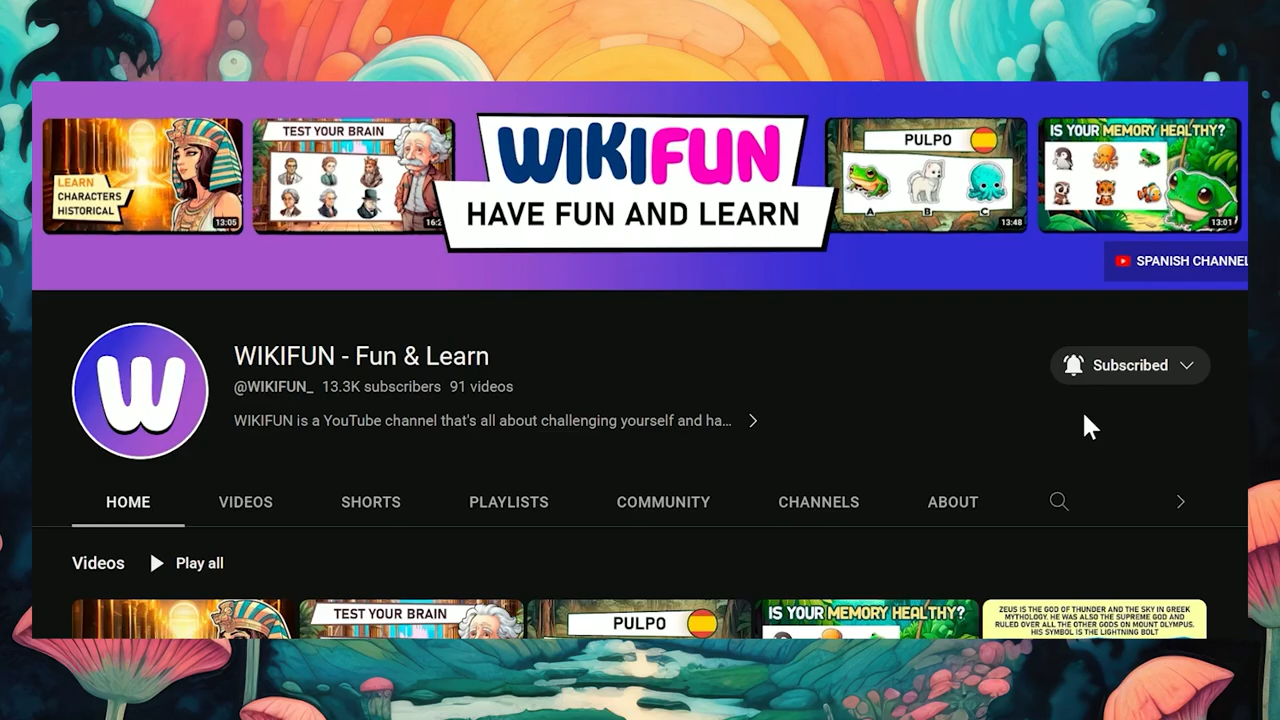 LEARN
CHARACTERS
HISTORICAL
13:05
TEST YOUR BRAIN
16:2
WIKIFUN
HAVE FUN AND LEARN
PULPO
A
B
C
13:48
IS YOUR MEMORY HEALTHY?
13:01
SPANISH CHANNEL
W
WIKIFUN - Fun & Learn
@WIKIFUN_ 13.3K subscribers 91 videos
WIKIFUN is a YouTube channel that's all about challenging yourself and ha...
Subscribed
HOME VIDEOS SHORTS PLAYLISTS COMMUNITY CHANNELS ABOUT
Videos Play all
TEST YOUR BRAIN
PULPO
IS YOUR MEMORY HEALTHY?
ZEUS IS THE GOD OF THUNDER AND THE SKY IN GREEK
MYTHOLOGY. HE WAS ALSO THE SUPREME GOD AND
RULED OVER ALL THE OTHER GODS ON MOUNT OLYMPUS.
HIS SYMBOL IS THE LIGHTNING BOLT